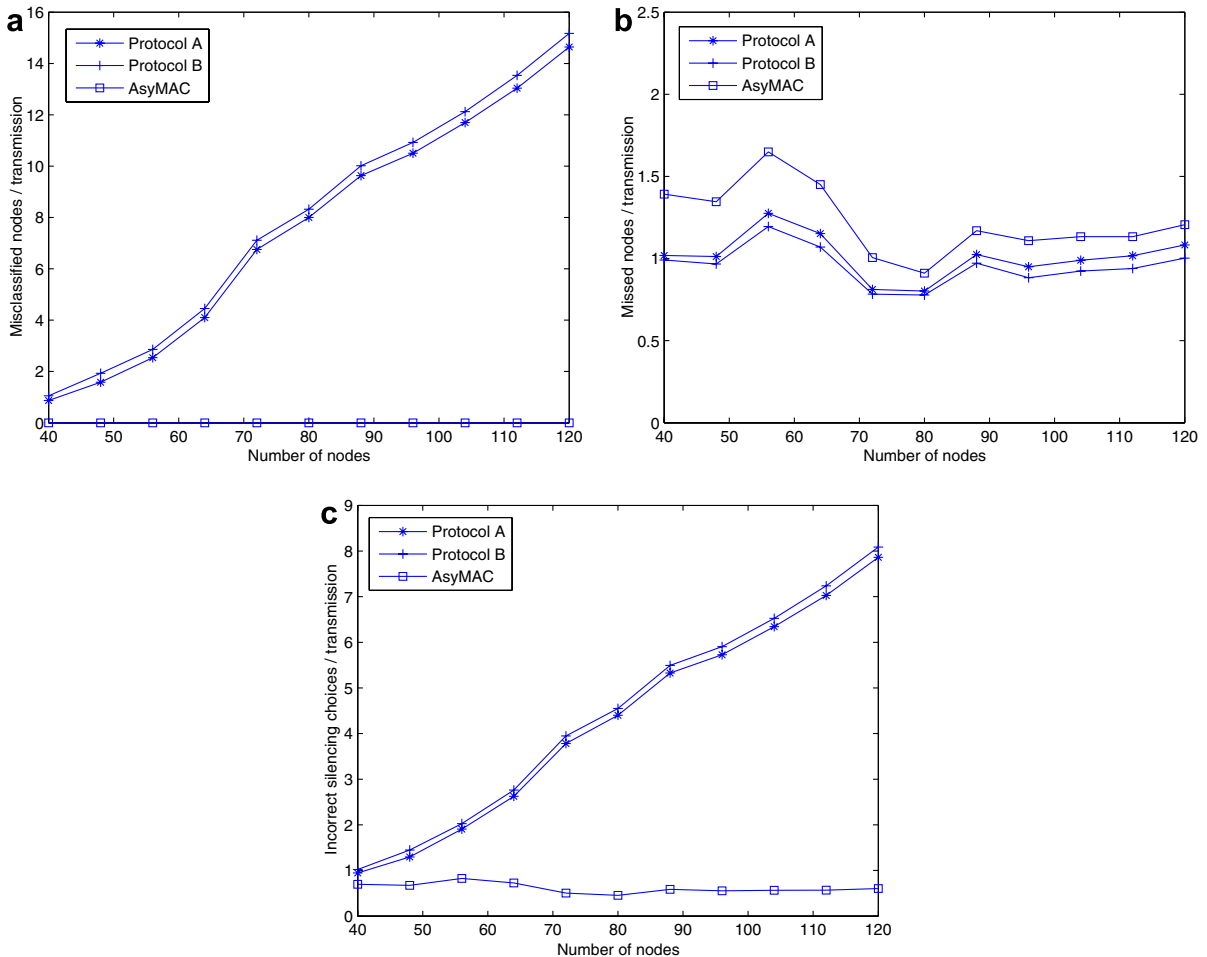 a
16
14
12
10
8
6
4
2
0
Misclassified nodes / transmission
Protocol A
Protocol B
AsyMAC
40 50 60 70 80 90 100 110 120
Number of nodes
b
2.5
2
1.5
1
0.5
0
Missed nodes / transmission
Protocol A
Protocol B
AsyMAC
40 50 60 70 80 90 100 110 120
Number of nodes
c
9
8
7
6
5
4
3
2
1
0
Incorrect silencing choices / transmission
Protocol A
Protocol B
AsyMAC
40 50 60 70 80 90 100 110 120
Number of nodes